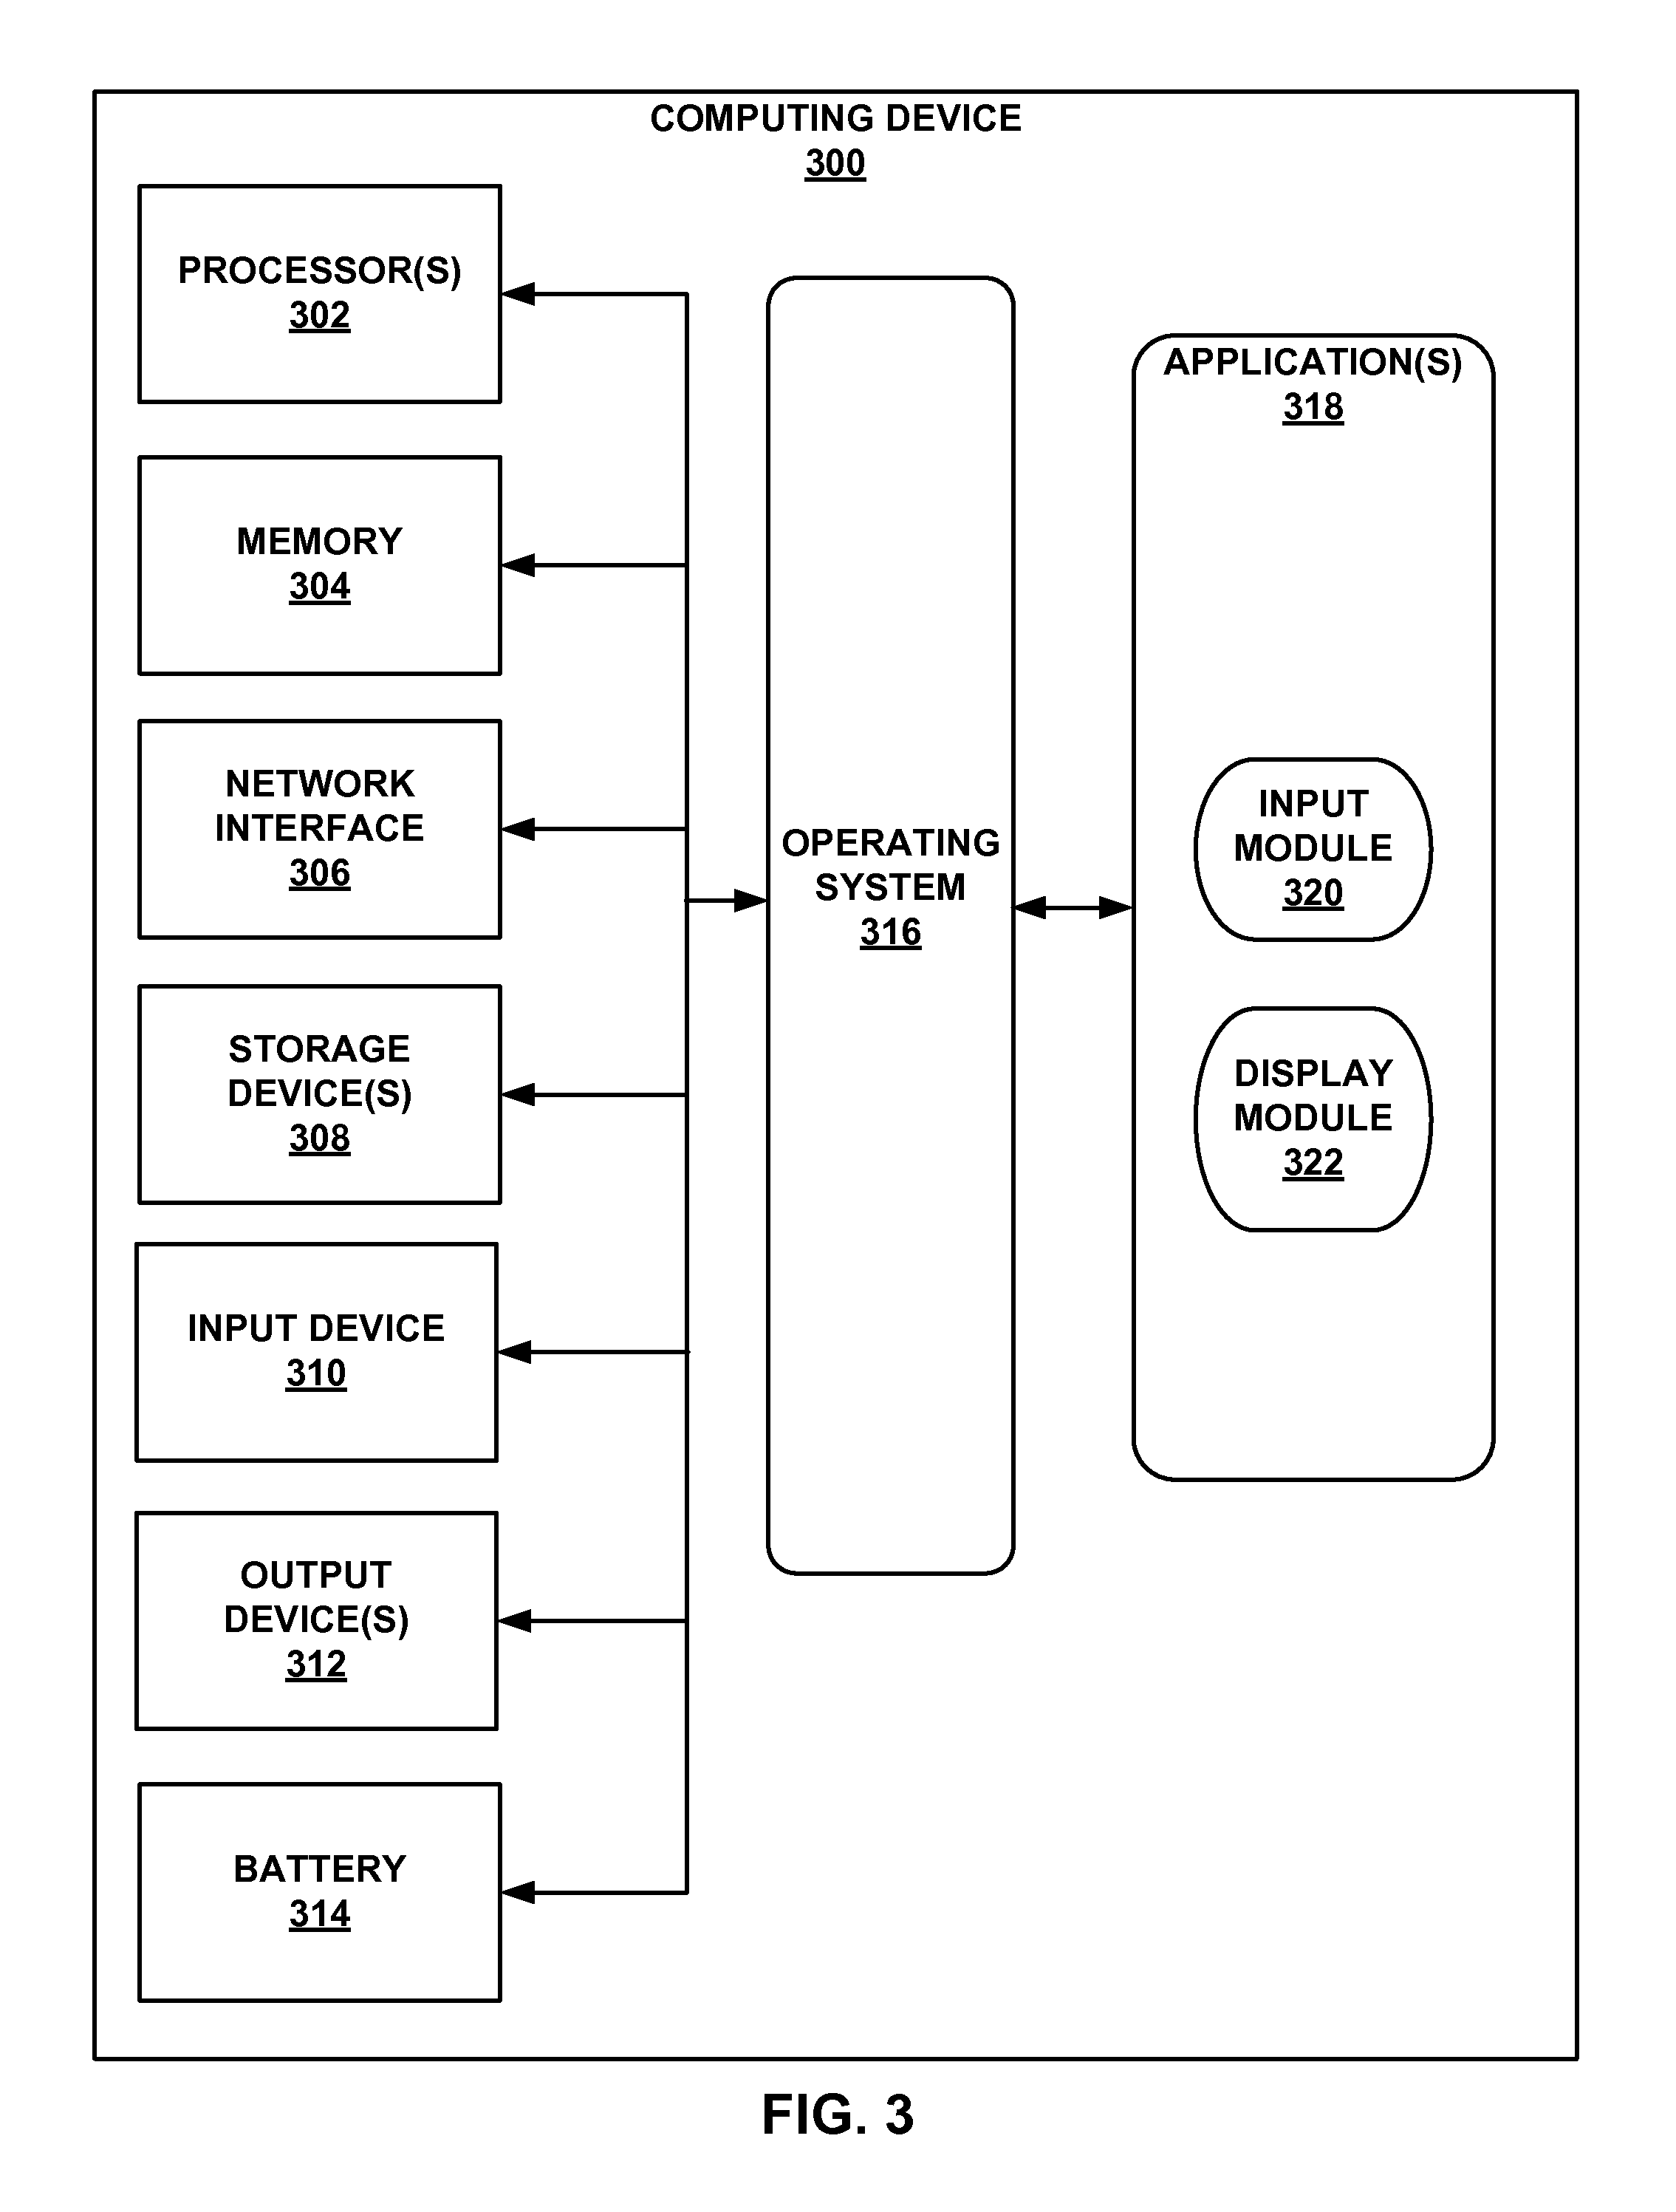 COMPUTING DEVICE
300
PROCESSOR(S)
302
MEMORY
304
NETWORK
INTERFACE
306
STORAGE
DEVICE(S)
308
INPUT DEVICE
310
OUTPUT
DEVICE(S)
312
BATTERY
314
OPERATING
SYSTEM
316
APPLICATION(S)
318
INPUT
MODULE
320
DISPLAY
MODULE
322
FIG. 3